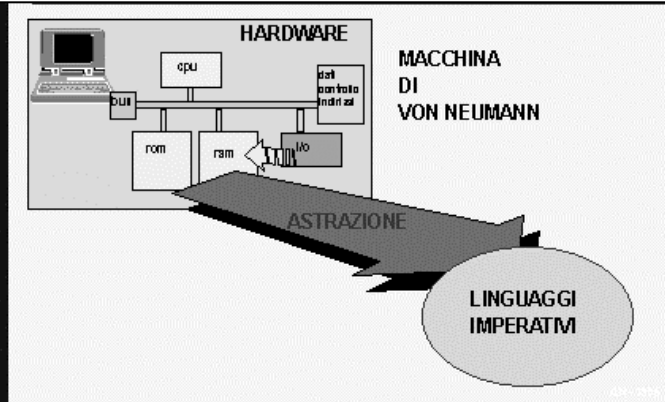 HARDWARE
cpu
dati
controllo
indirizzi
bus
rom
ram
i/o
MACCHINA
DI
VON NEUMANN
ASTRAZIONE
LINGUAGGI
IMPERATIVI